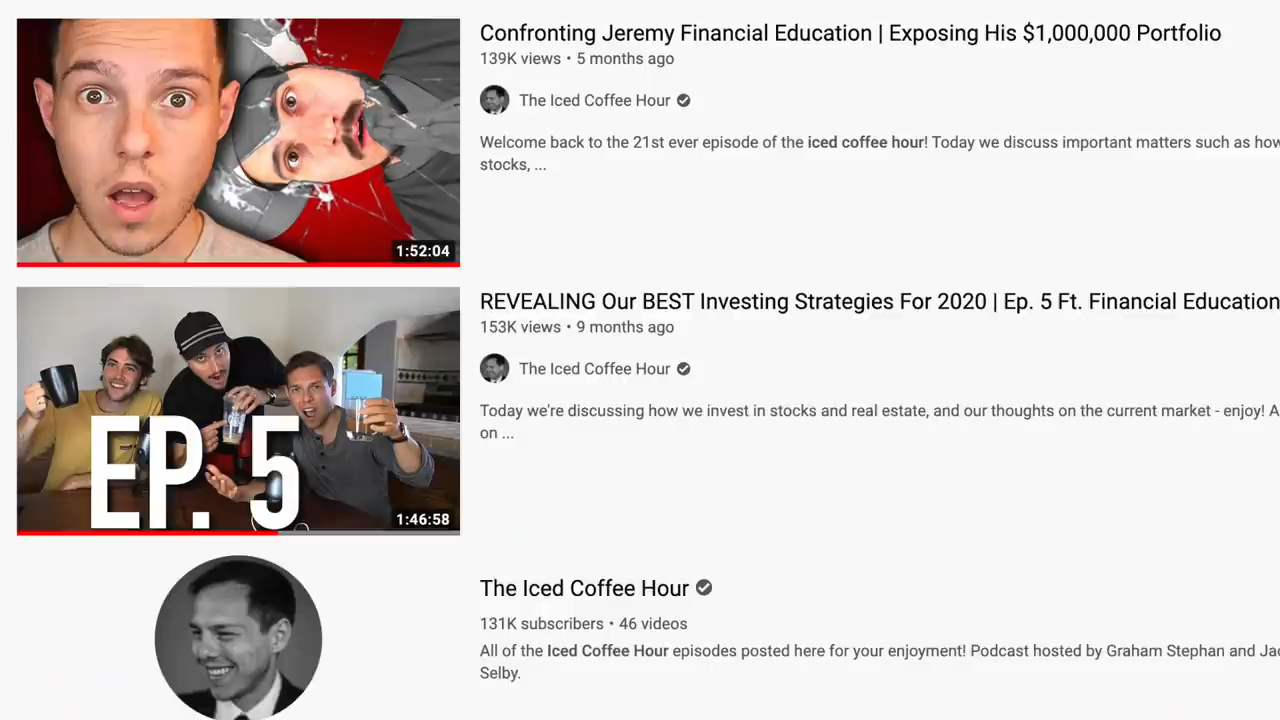 Confronting Jeremy Financial Education | Exposing His $1,000,000 Portfolio
139K views • 5 months ago
The Iced Coffee Hour
Welcome back to the 21st ever episode of the iced coffee hour! Today we discuss important matters such as how
stocks, ...
1:52:04
REVEALING Our BEST Investing Strategies For 2020 | Ep. 5 Ft. Financial Education
153K views • 9 months ago
The Iced Coffee Hour
Today we're discussing how we invest in stocks and real estate, and our thoughts on the current market - enjoy! A
on ...
EP. 5
1:46:58
The Iced Coffee Hour
131K subscribers • 46 videos
All of the Iced Coffee Hour episodes posted here for your enjoyment! Podcast hosted by Graham Stephan and Jac
Selby.